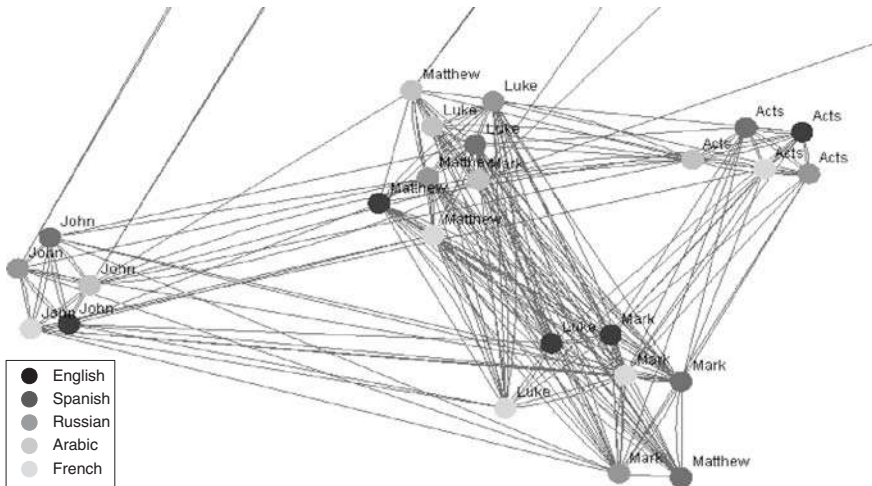 Matthew
Luke
Luke
Luke
Matthew
Mark
Matthew
Matthew
Acts
Acts
Acts
Acts
Acts
John
John
John
John
John
Luke
Mark
Mark
Mark
Luke
Mark
Matthew
English
Spanish
Russian
Arabic
French